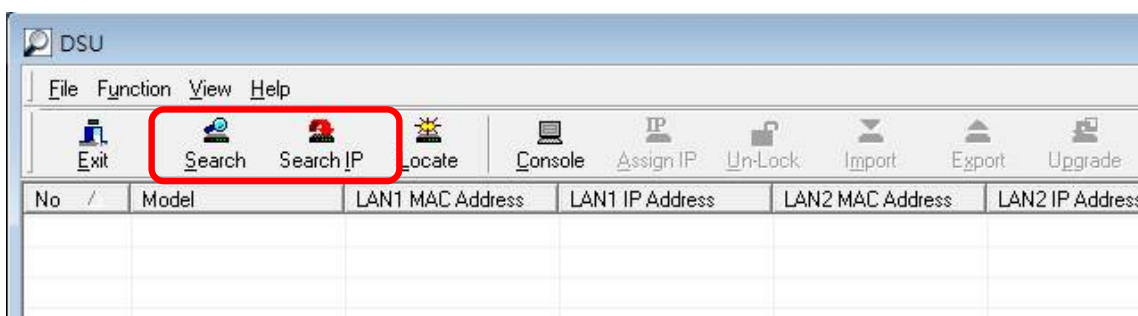 DSU
File Function View Help
Exit Search Search IP Locate Console Assign IP Un-Lock Import Export Upgrade
No Model LAN1 MAC Address LAN1 IP Address LAN2 MAC Address LAN2 IP Address